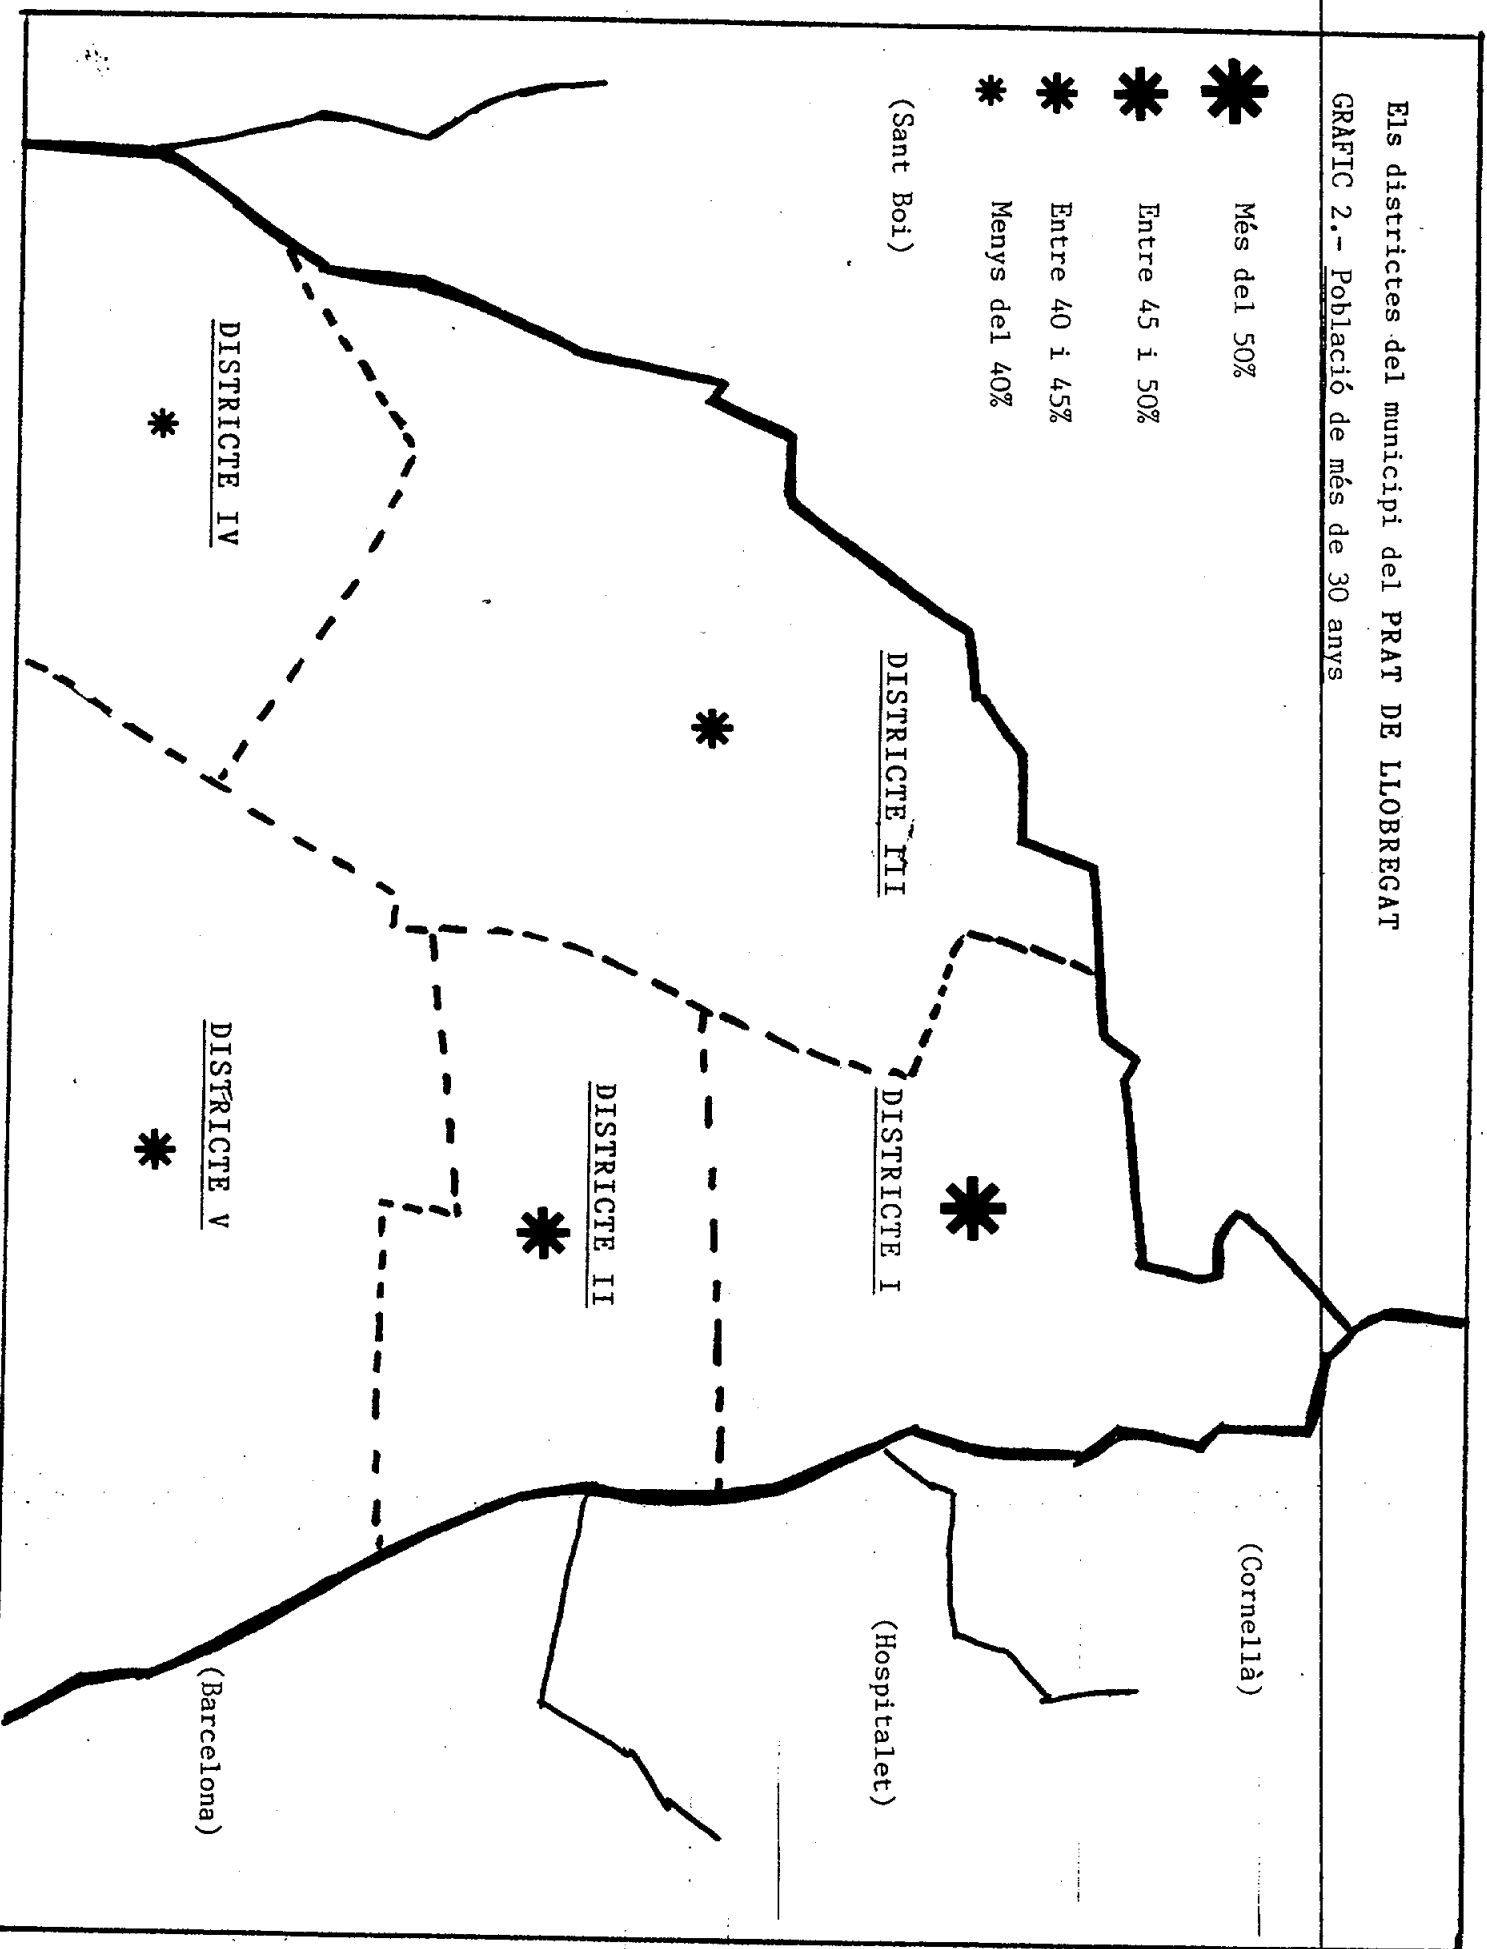 Els districtes del municipi del PRAT DE LLOBREGAT
GRÀFIC 2.- Població de més de 30 anys
Més del 50%
Entre 45 i 50%
Entre 40 i 45%
Menys del 40%
(Sant Boi)
(Cornellà)
DISTRICTE III
DISTRICTE I
(Hospitalet)
DISTRICTE II
DISTRICTE IV
DISTRICTE V
(Barcelona)